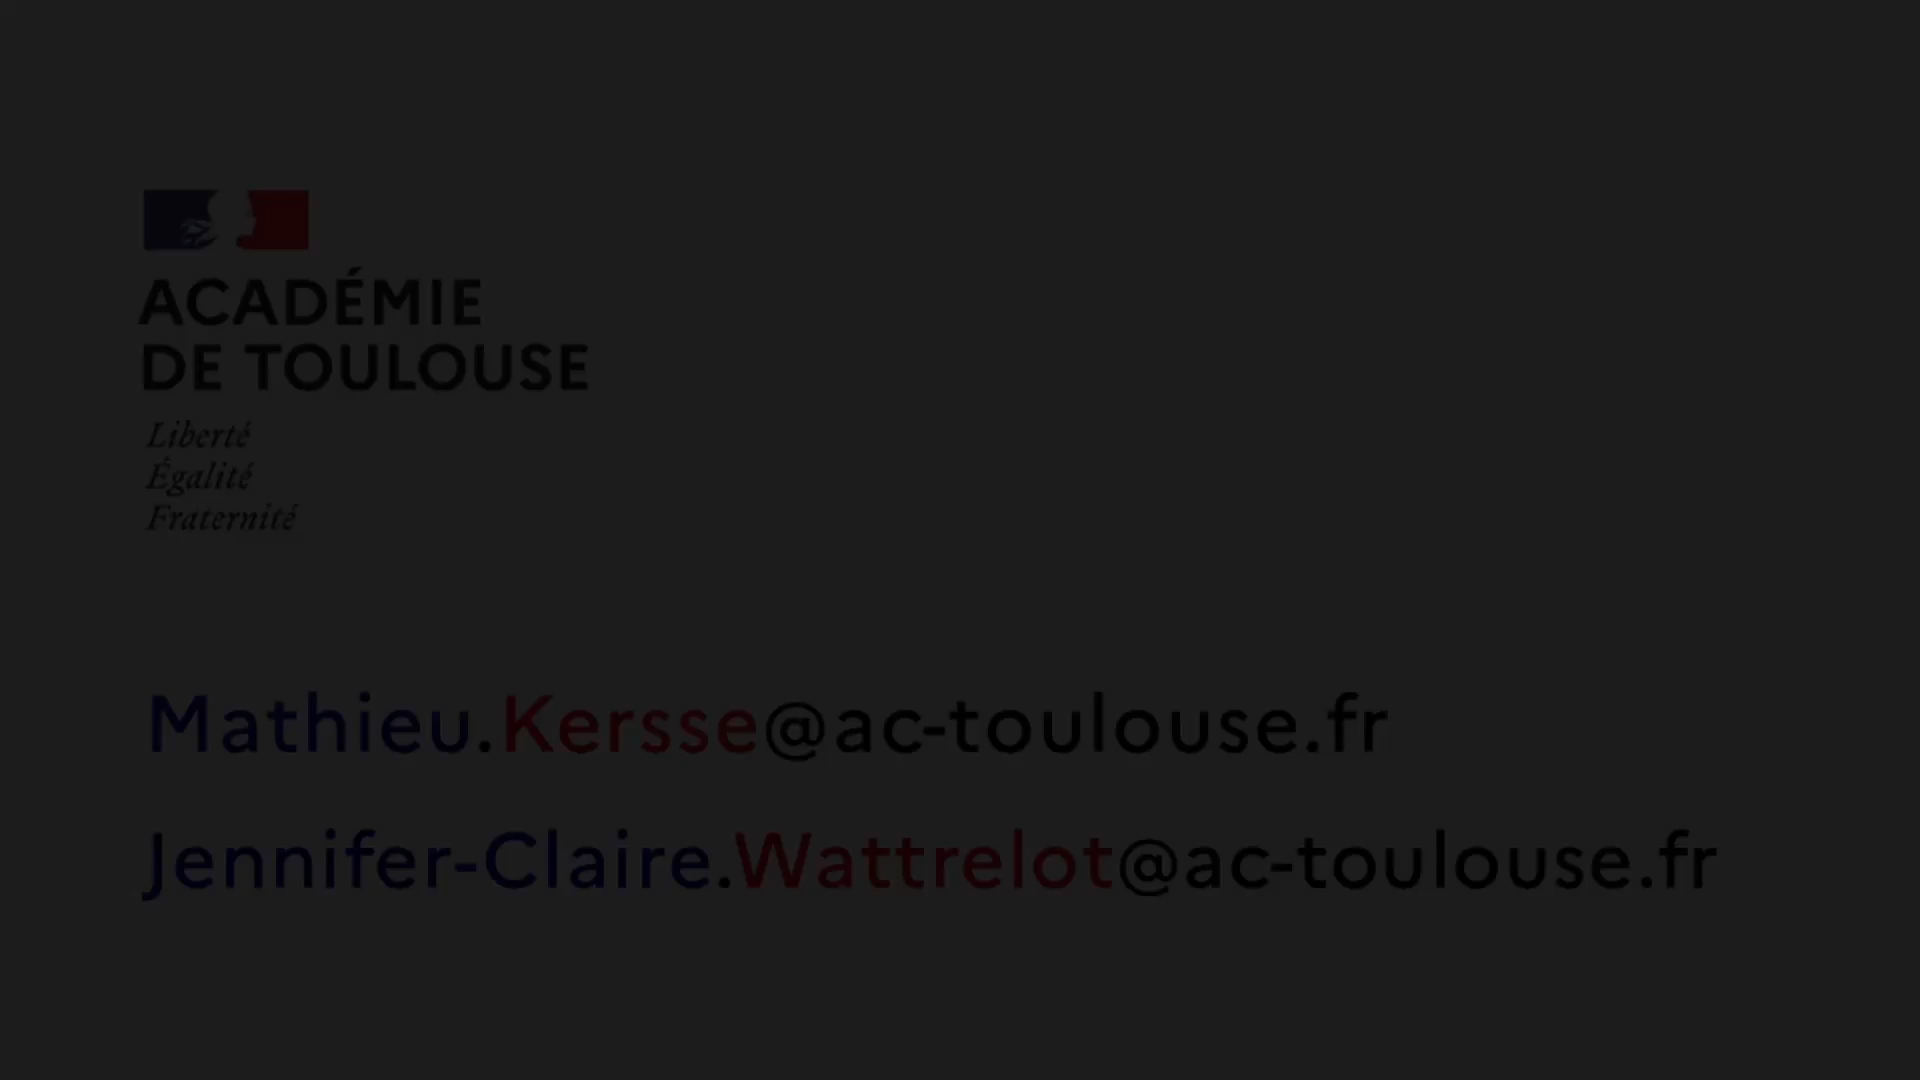 ACADÉMIE
DE TOULOUSE
Liberté
Égalité
Fraternité
Mathieu.Kersse@ac-toulouse.fr
Jennifer-Claire.Wattrelot@ac-toulouse.fr